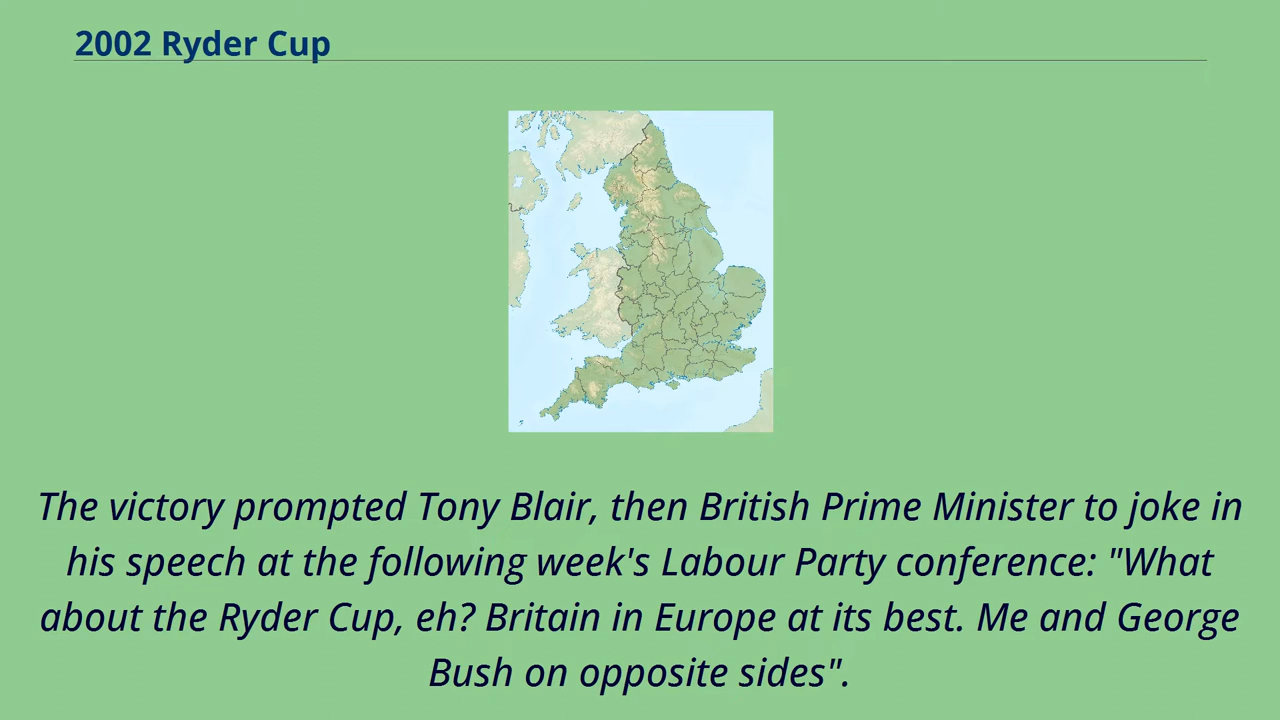 2002 Ryder Cup
The victory prompted Tony Blair, then British Prime Minister to joke in
his speech at the following week's Labour Party conference: "What
about the Ryder Cup, eh? Britain in Europe at its best. Me and George
Bush on opposite sides".